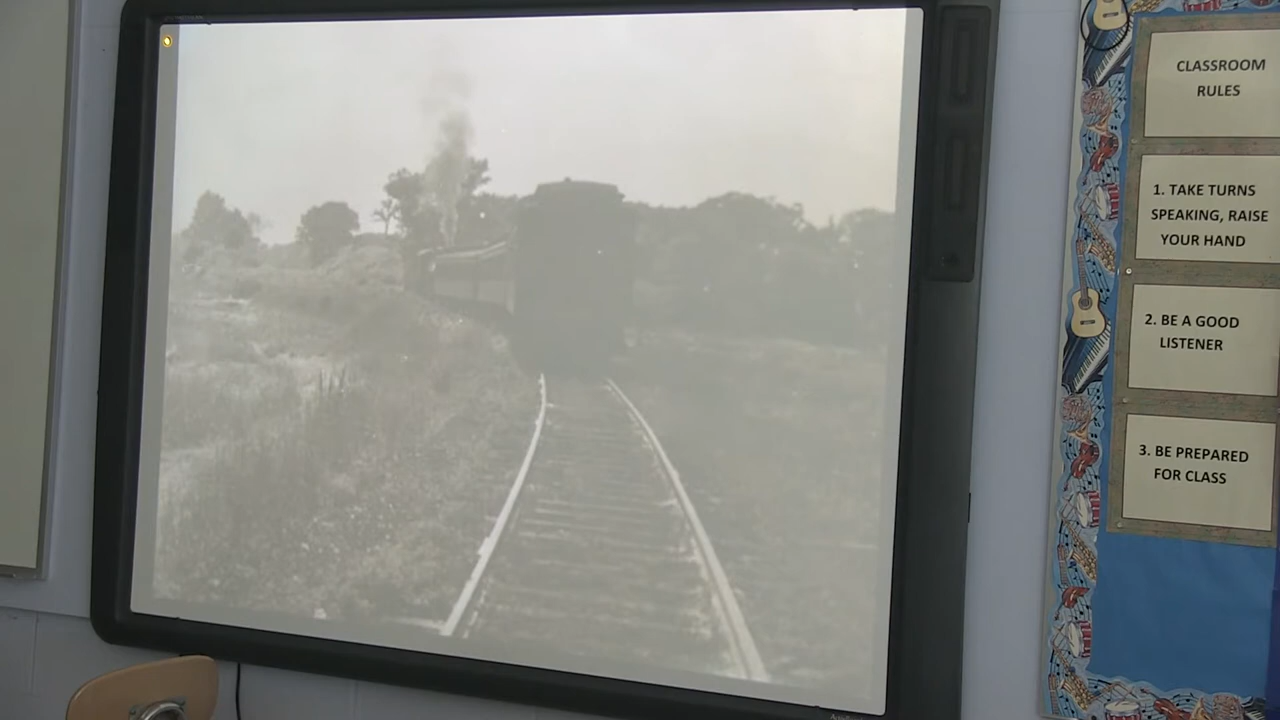 CLASSROOM
RULES
1. TAKE TURNS
SPEAKING, RAISE
YOUR HAND
2. BE A GOOD
LISTENER
3. BE PREPARED
FOR CLASS